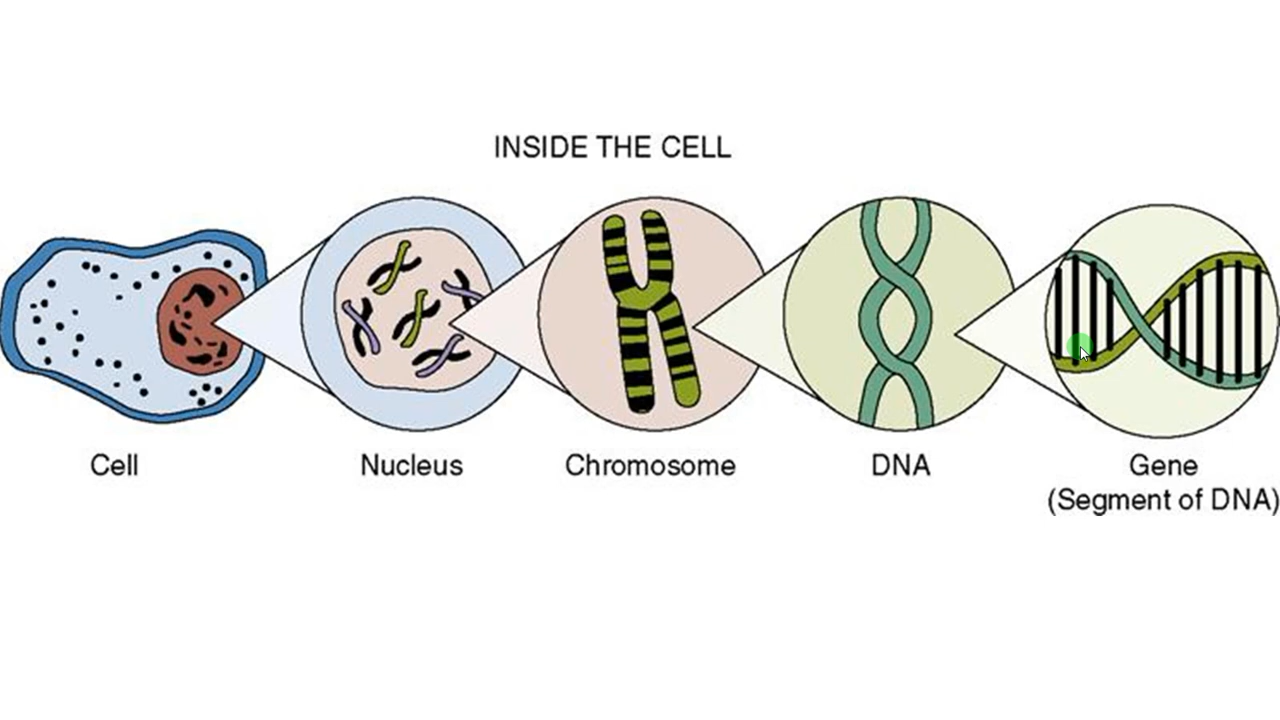 INSIDE THE CELL
Cell
Nucleus
Chromosome
DNA
Gene
(Segment of DNA)